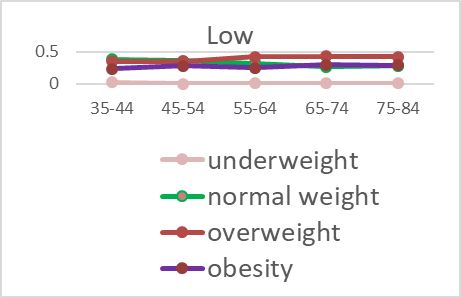 Low
0.5
0
35-44 45-54 55-64 65-74 75-84
underweight
normal weight
overweight
obesity